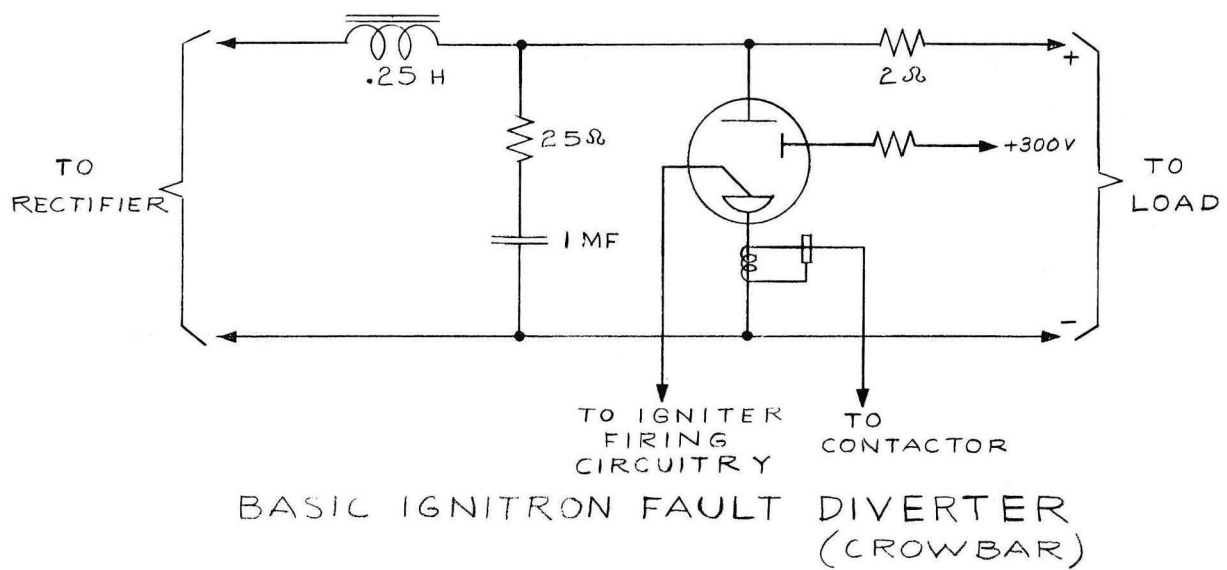 .25 H
2 Ω
+
25Ω
+300V
TO
RECTIFIER
TO
LOAD
1 MF
-
TO IGNITER
FIRING
CIRCUITRY
TO
CONTACTOR
BASIC IGNITRON FAULT DIVERTER
(CROWBAR)